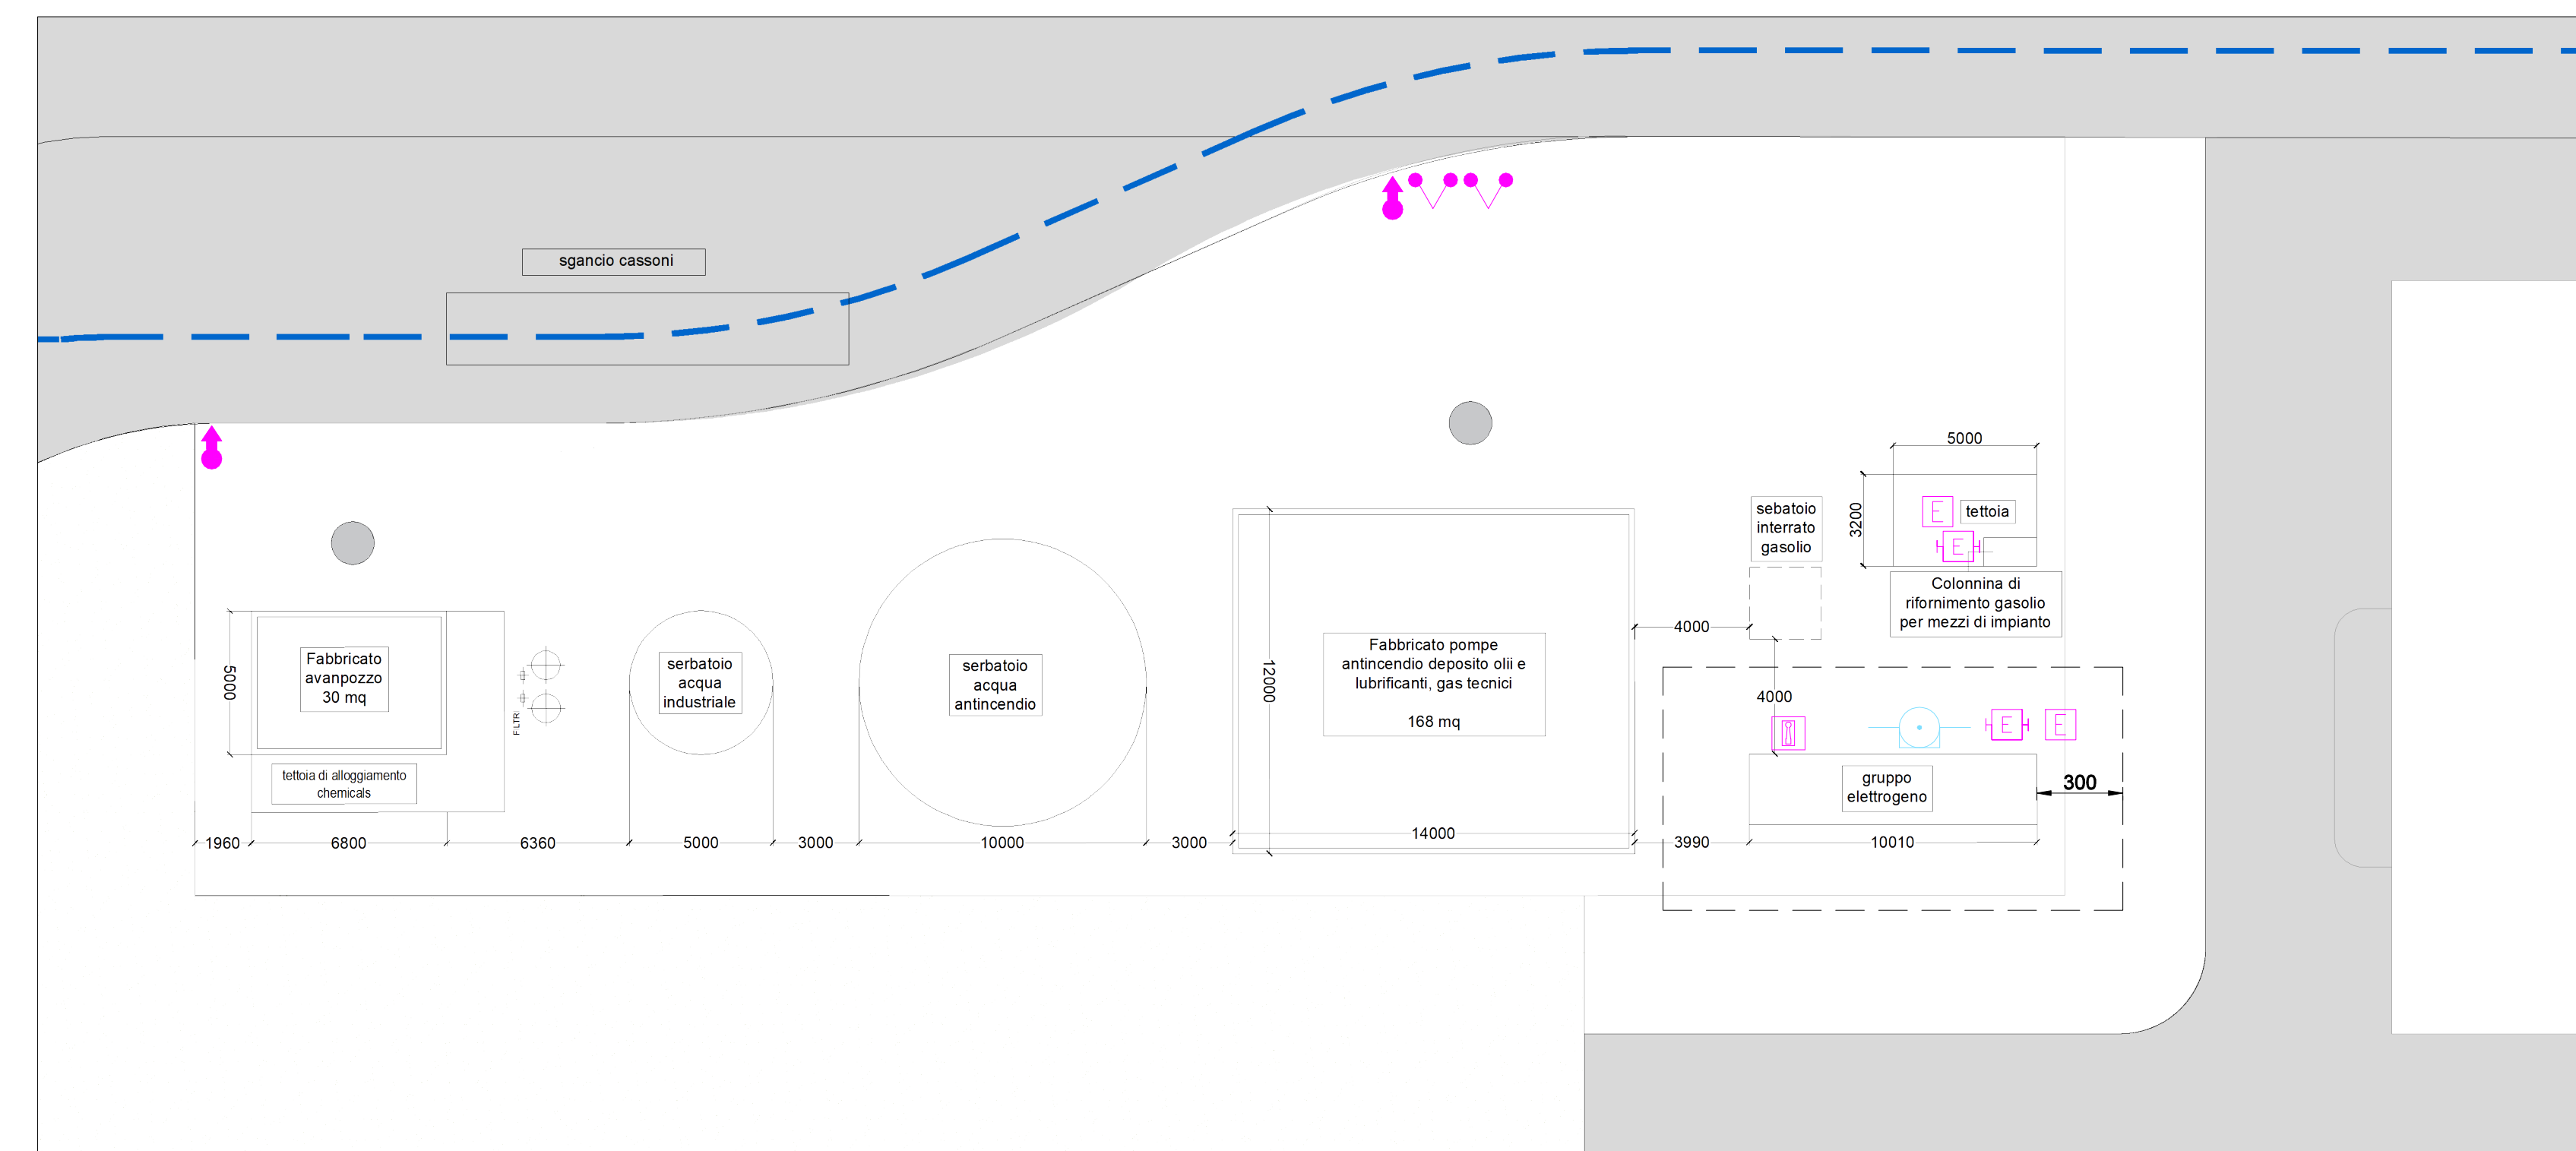 sgancio cassoni
5000
3200
E
tettoia
E
sebatoio
interrato
gasolio
Colonnina di
rifornimento gasolio
per mezzi di impianto
4000
4000
5000
Fabbricato
avanpozzo
30 mq
FILTRI
serbatoio
acqua
industriale
serbatoio
acqua
antincendio
12000
Fabbricato pompe
antincendio deposito olii e
lubrificanti, gas tecnici
168 mq
E
E
tettoia di alloggiamento
chemicals
gruppo
elettrogeno
300
1960
6800
6360
5000
3000
10000
3000
14000
3990
10010